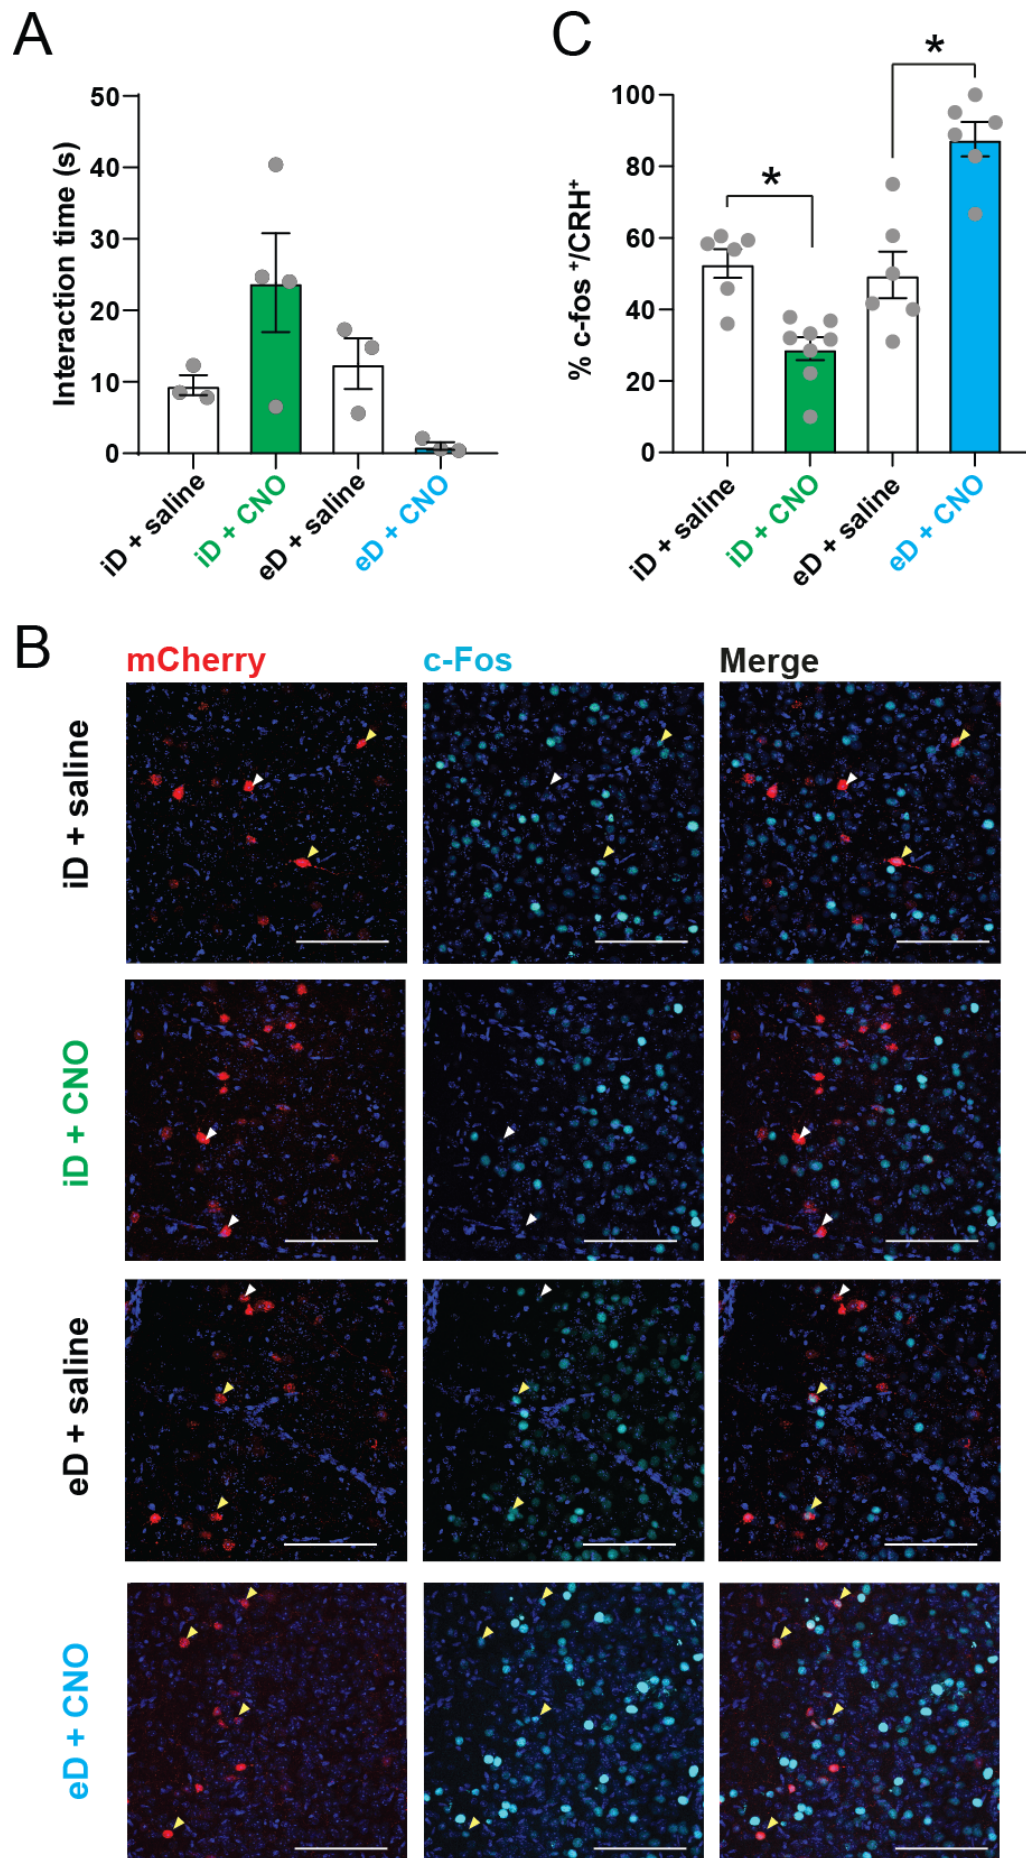 A
Interaction time (s)
50
40
30
20
10
0
iD + saline
iD + CNO
eD + saline
eD + CNO
C
% c-fos ⁺/CRH⁺
100
80
60
40
20
0
*
*
iD + saline
iD + CNO
eD + saline
eD + CNO
B
mCherry
c-Fos
Merge
iD + saline
iD + CNO
eD + saline
eD + CNO